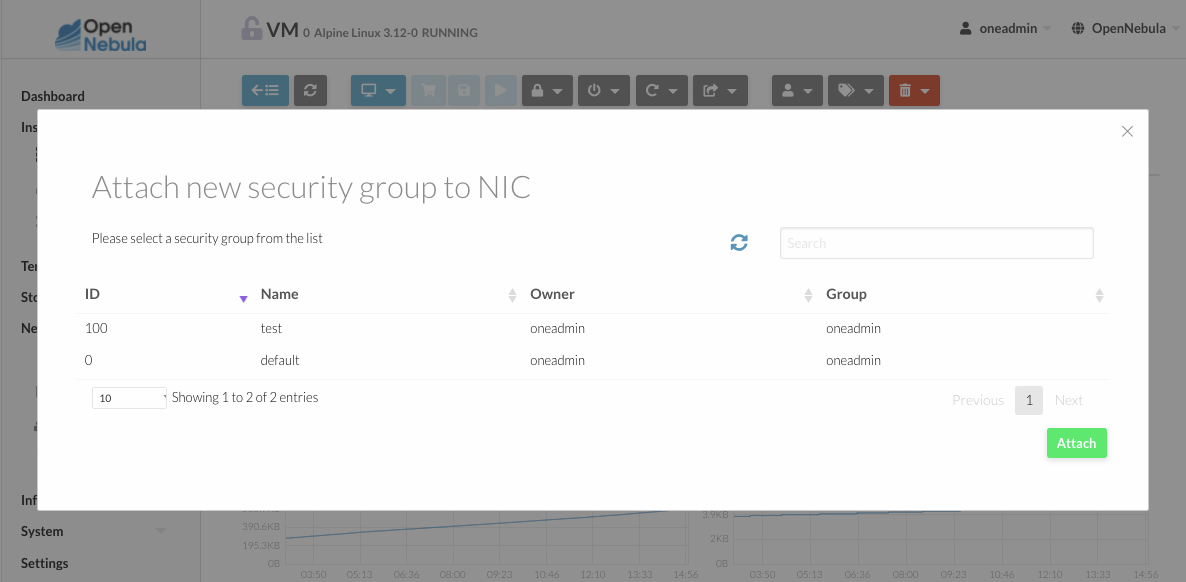 Open
Nebula
VM 0 Alpine Linux 3.12-0 RUNNING
oneadmin
OpenNebula
Dashboard
Ins
Attach new security group to NIC
Please select a security group from the list
Search
ID Name Owner Group
100 test oneadmin oneadmin
0 default oneadmin oneadmin
10 Showing 1 to 2 of 2 entries
Previous 1 Next
Attach
Ter
Sto
Ne
Inf
System
Settings
390.6KB
195.3KB
0B
03:50 05:13 06:36 08:00 09:23 10:46 12:10 13:33 14:56
3.9KB
2KB
0B
03:50 05:13 06:36 08:00 09:23 10:46 12:10 13:33 14:56